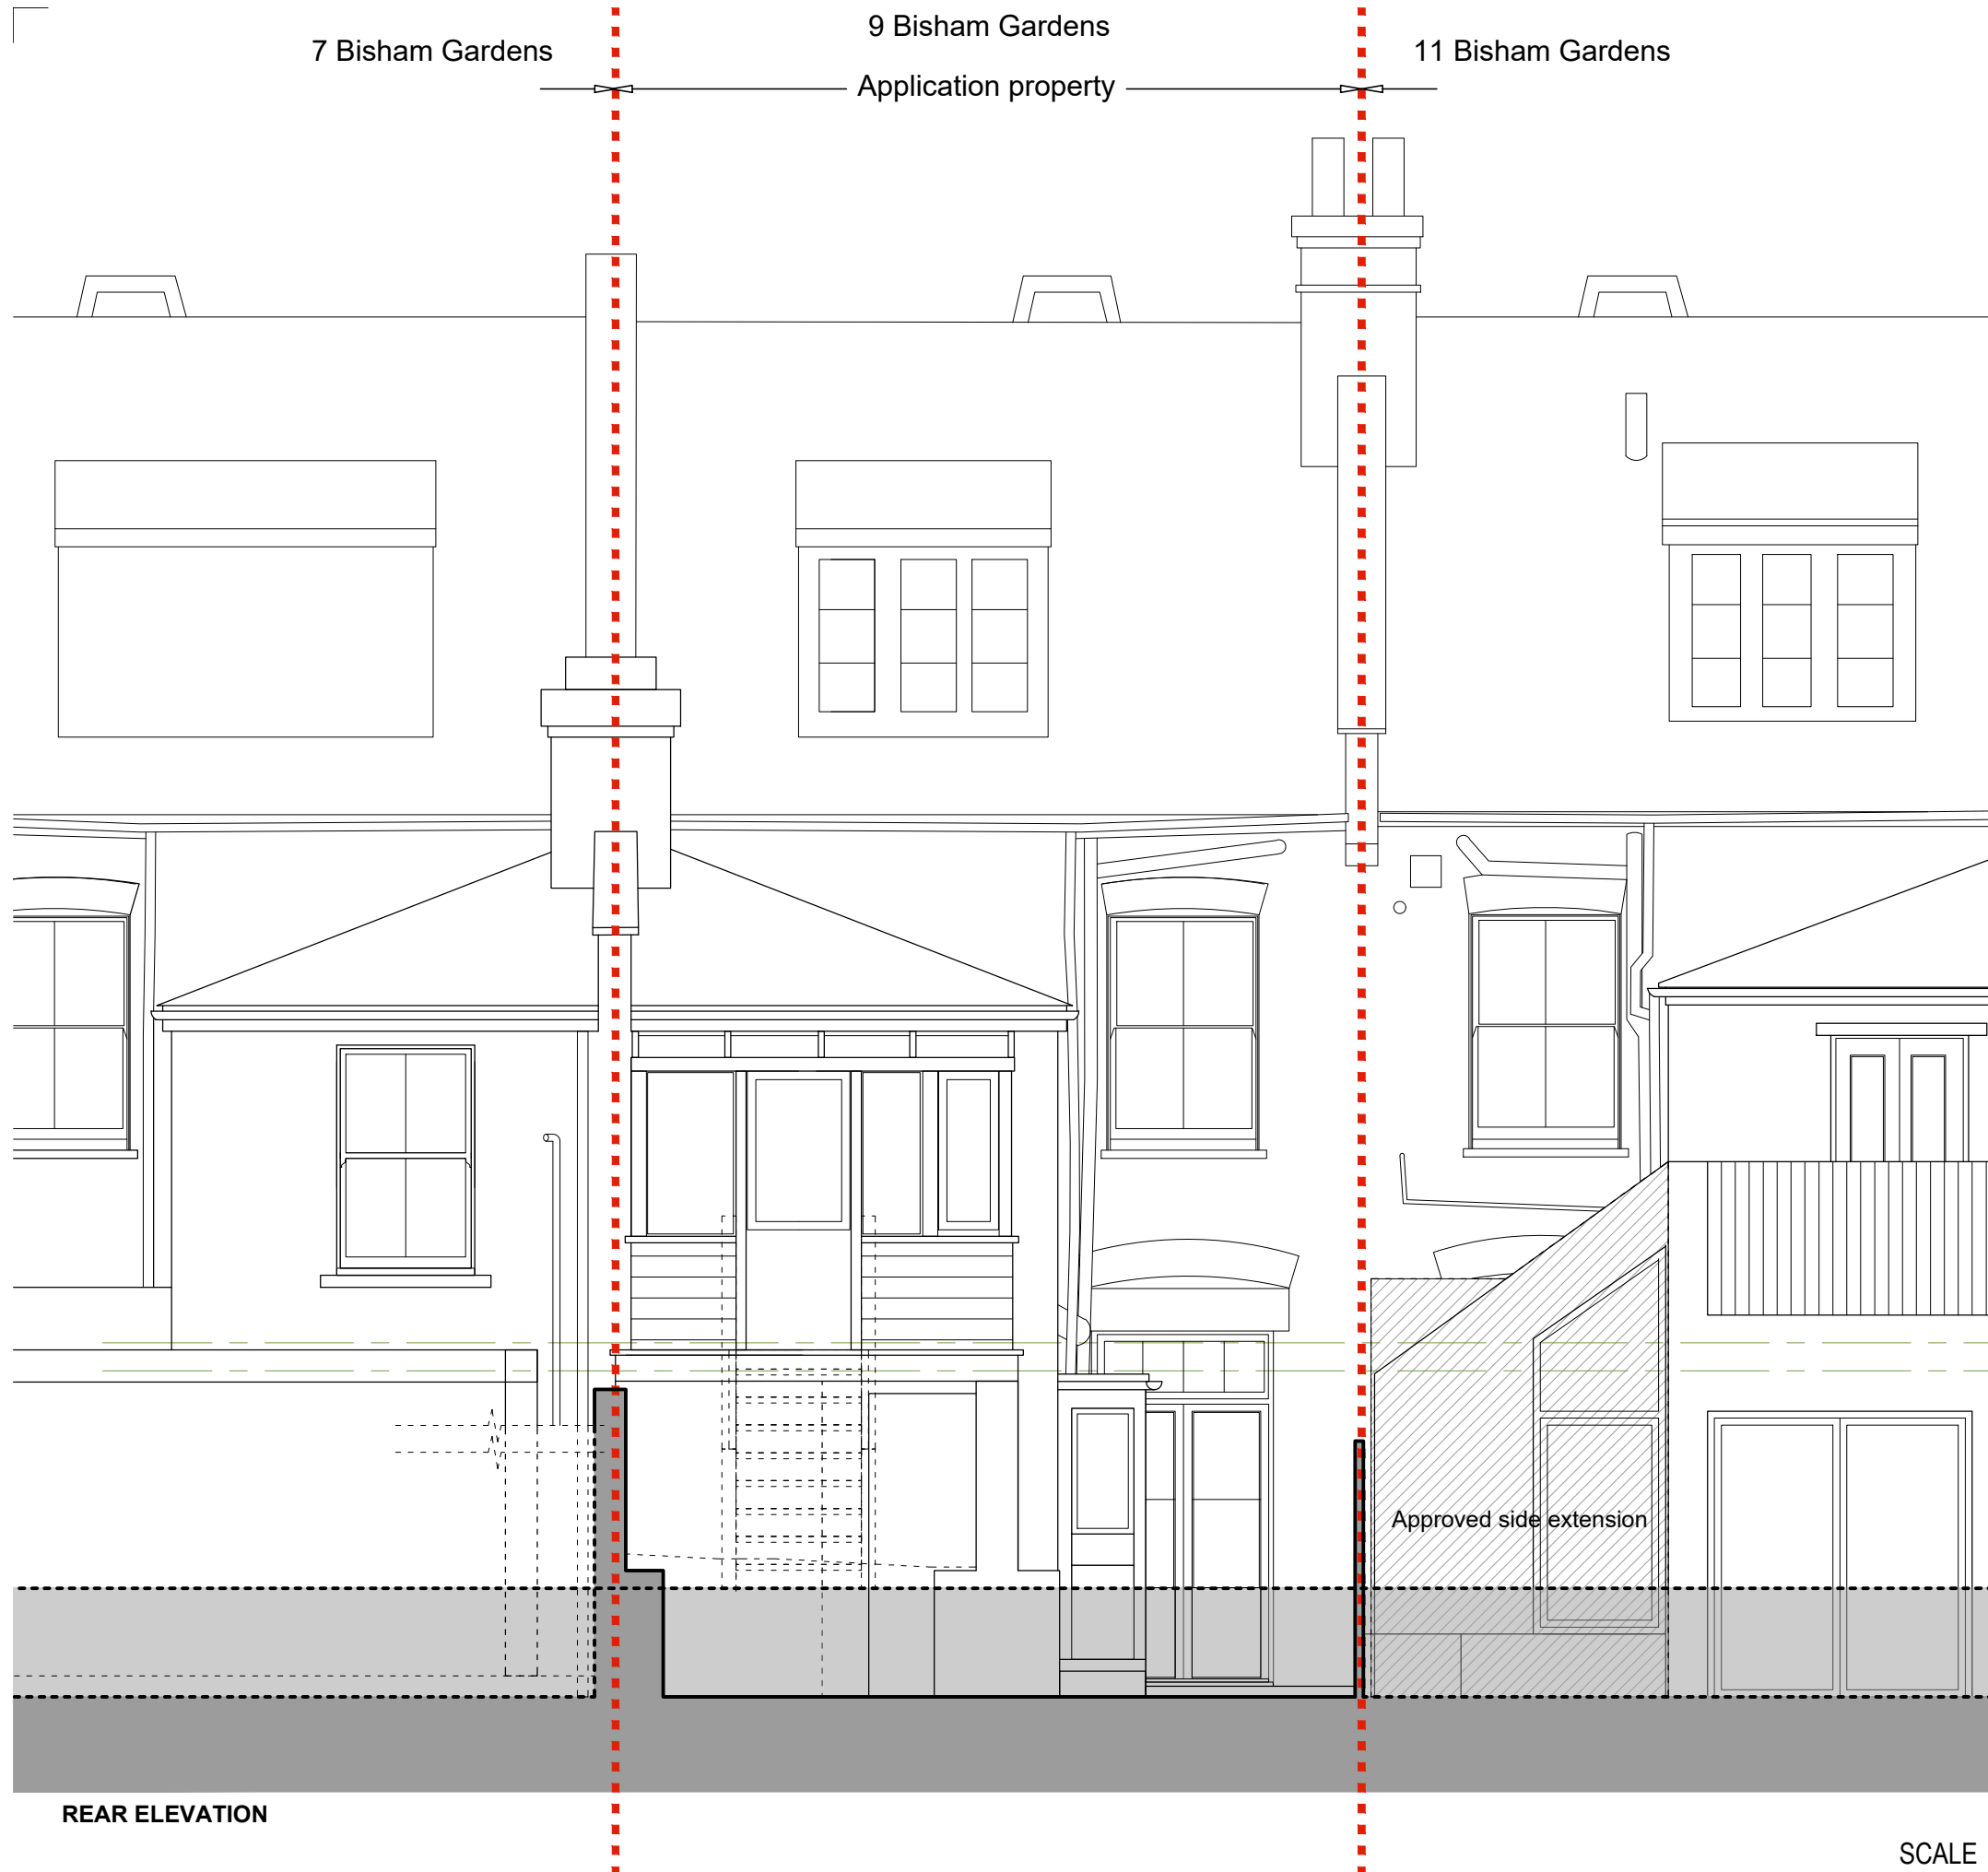 9 Bisham Gardens
7 Bisham Gardens
11 Bisham Gardens
Application property
Approved side extension
REAR ELEVATION
SCALE